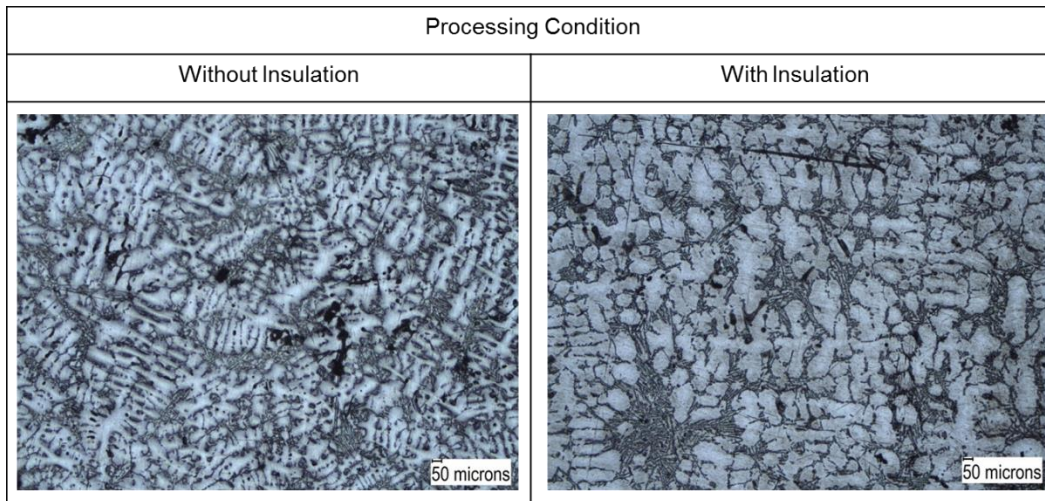 Processing Condition
Without Insulation
With Insulation
50 microns
50 microns